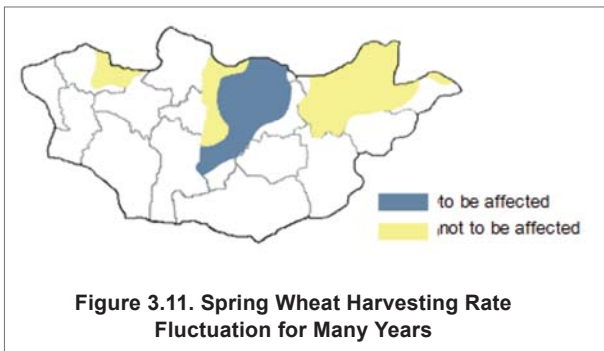 to be affected
not to be affected
Figure 3.11. Spring Wheat Harvesting Rate
Fluctuation for Many Years